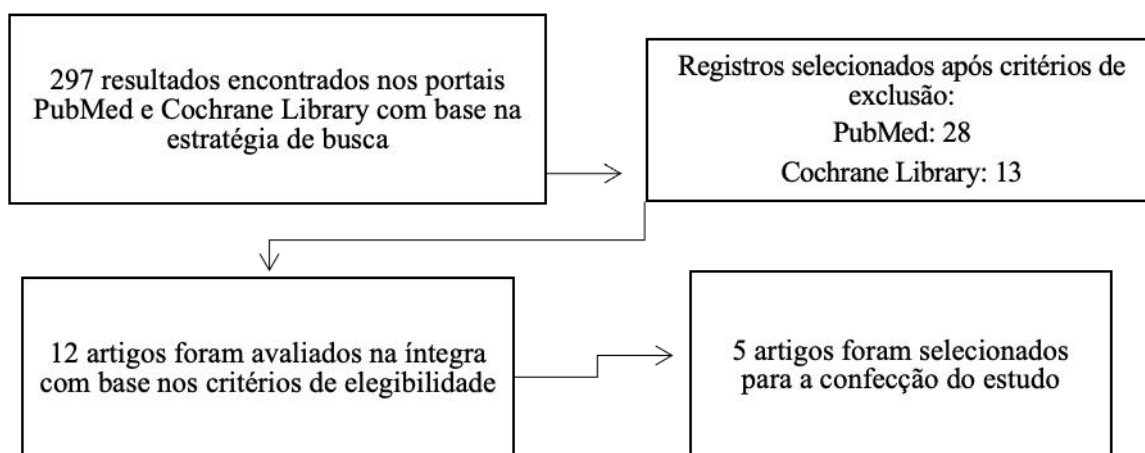 297 resultados encontrados nos portais
PubMed e Cochrane Library com base na
estratégia de busca
Registros selecionados após critérios de
exclusão:
PubMed: 28
Cochrane Library: 13
12 artigos foram avaliados na íntegra
com base nos critérios de elegibilidade
5 artigos foram selecionados
para a confecção do estudo